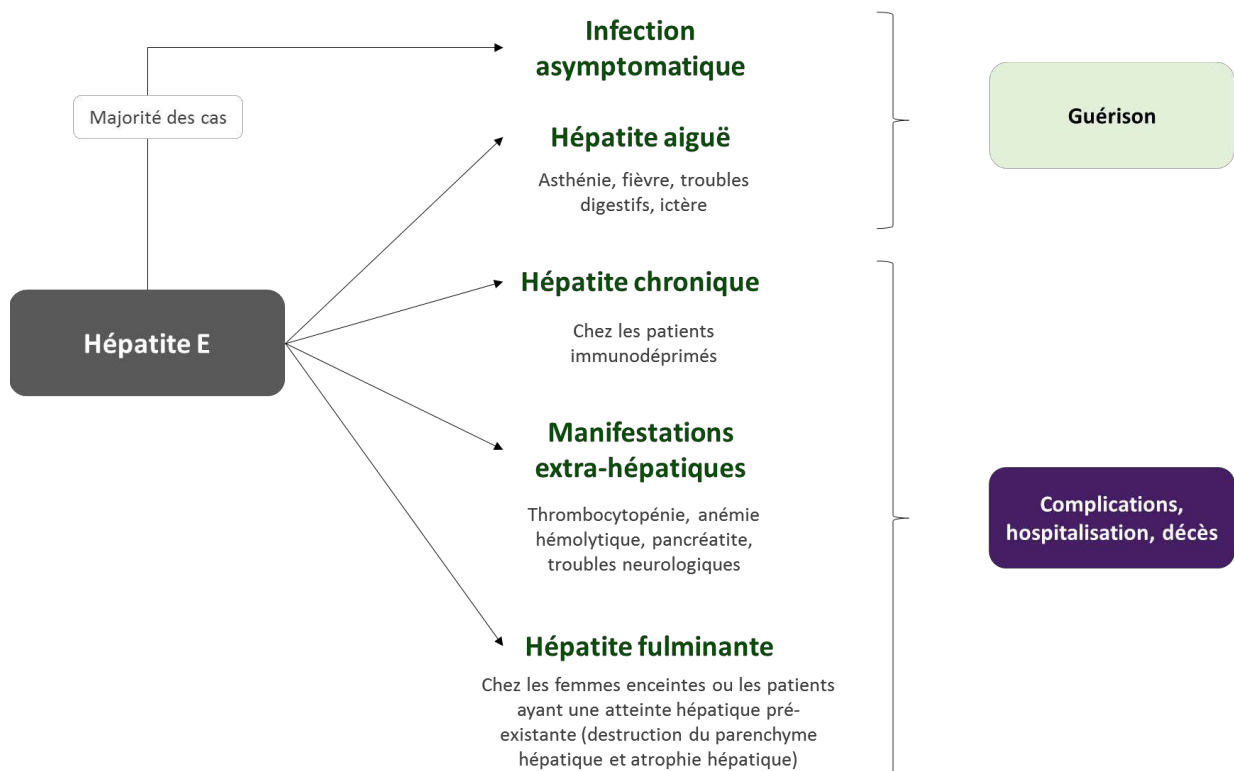 Infection
asymptomatique
Majorité des cas
Guérison
Hépatite aiguë
Asthénie, fièvre, troubles
digestifs, ictère
Hépatite chronique
Chez les patients
immunodéprimés
Hépatite E
Manifestations
extra-hépatiques
Thrombocytopénie, anémie
hémolytique, pancréatite,
troubles neurologiques
Complications,
hospitalisation, décès
Hépatite fulminante
Chez les femmes enceintes ou les patients
ayant une atteinte hépatique pré-
existante (destruction du parenchyme
hépatique et atrophie hépatique)